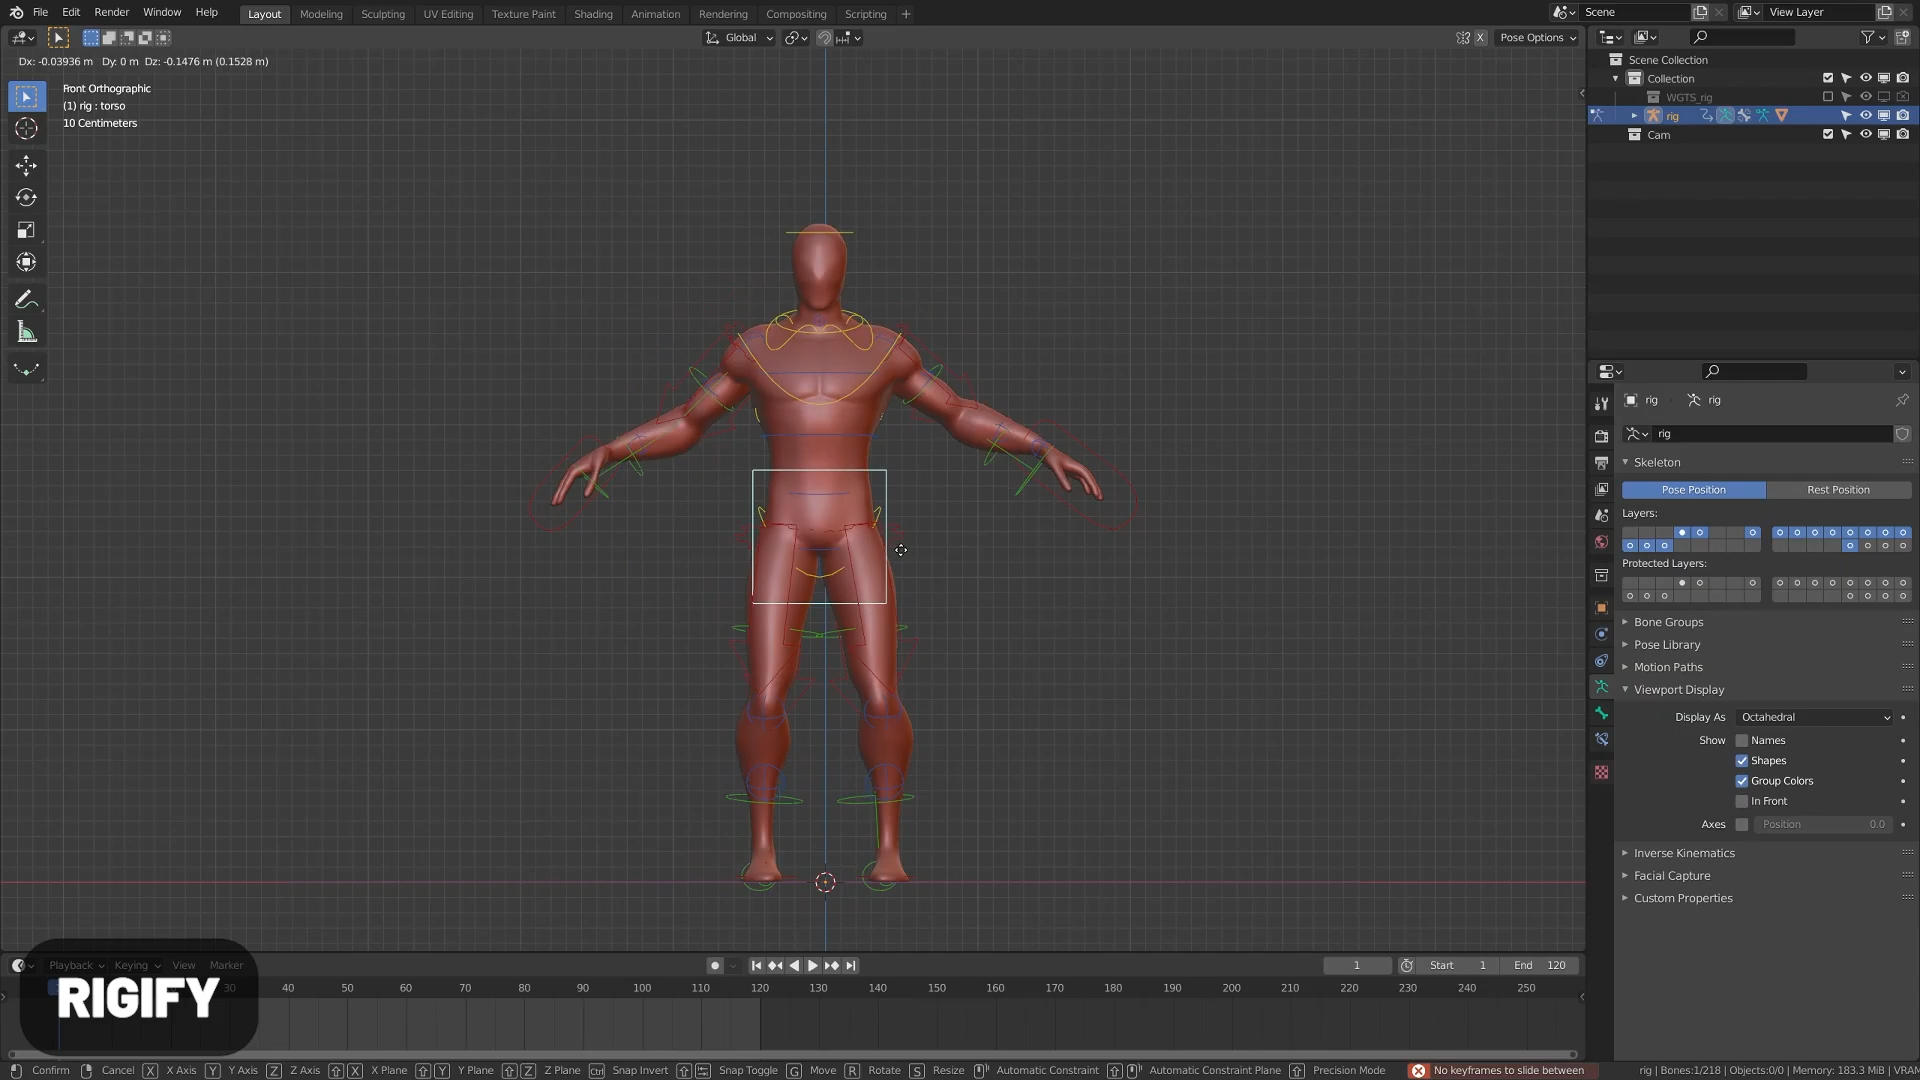 File Edit Render Window Help Layout Modeling Sculpting UV Editing Texture Paint Shading Animation Rendering Compositing Scripting + Scene View Layer
Global X Pose Options
Dx: -0.03936 m Dy: 0 m Dz: -0.1476 m (0.1528 m)
Front Orthographic
(1) rig : torso
10 Centimeters
Scene Collection
Collection
WGTS_rig
rig
Cam
rig rig
rig
Skeleton
Pose Position Rest Position
Layers:
Protected Layers:
Bone Groups
Pose Library
Motion Paths
Viewport Display
Display As Octahedral
Show Names
Shapes
Group Colors
In Front
Axes Position 0.0
Inverse Kinematics
Facial Capture
Custom Properties
Playback Keying View Marker 1 Start 1 End 120
30 40 50 60 70 80 90 100 110 120 130 140 150 160 170 180 190 200 210 220 230 240 250
RIGIFY
Confirm Cancel X X Axis Y Y Axis Z Z Axis X X Plane Y Y Plane Z Z Plane Ctrl Snap Invert Snap Toggle G Move R Rotate S Resize Automatic Constraint Automatic Constraint Plane Precision Mode No keyframes to slide between rig | Bones:1/218 | Objects:0/0 | Memory: 183.3 MiB | VRAM